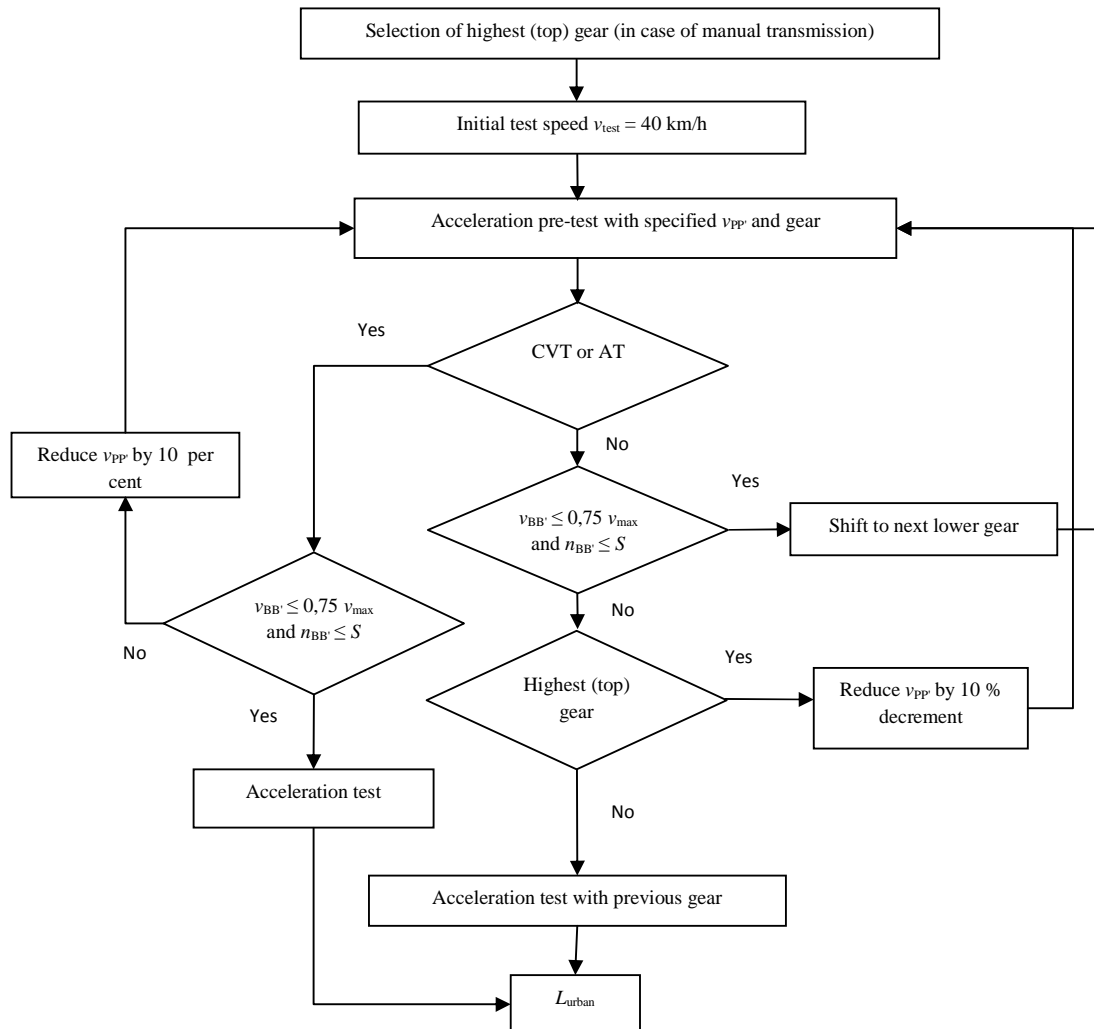 Selection of highest (top) gear (in case of manual transmission)
Initial test speed vtest = 40 km/h
Acceleration pre-test with specified vPP' and gear
Yes
CVT or AT
No
Reduce vPP' by 10  per
cent
Yes
vBB' ≤ 0,75 vmax
and nBB' ≤ S
Shift to next lower gear
vBB' ≤ 0,75 vmax
and nBB' ≤ S
No
No
Yes
Highest (top)
gear
Reduce vPP' by 10 %
decrement
Yes
Acceleration test
No
Acceleration test with previous gear
Lurban